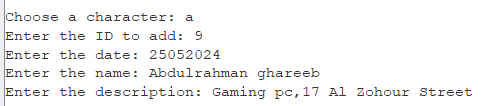 Choose a character: a
Enter the ID to add: 9
Enter the date: 25052024
Enter the name: Abdulrahman ghareeb
Enter the description: Gaming pc,17 Al Zohour Street